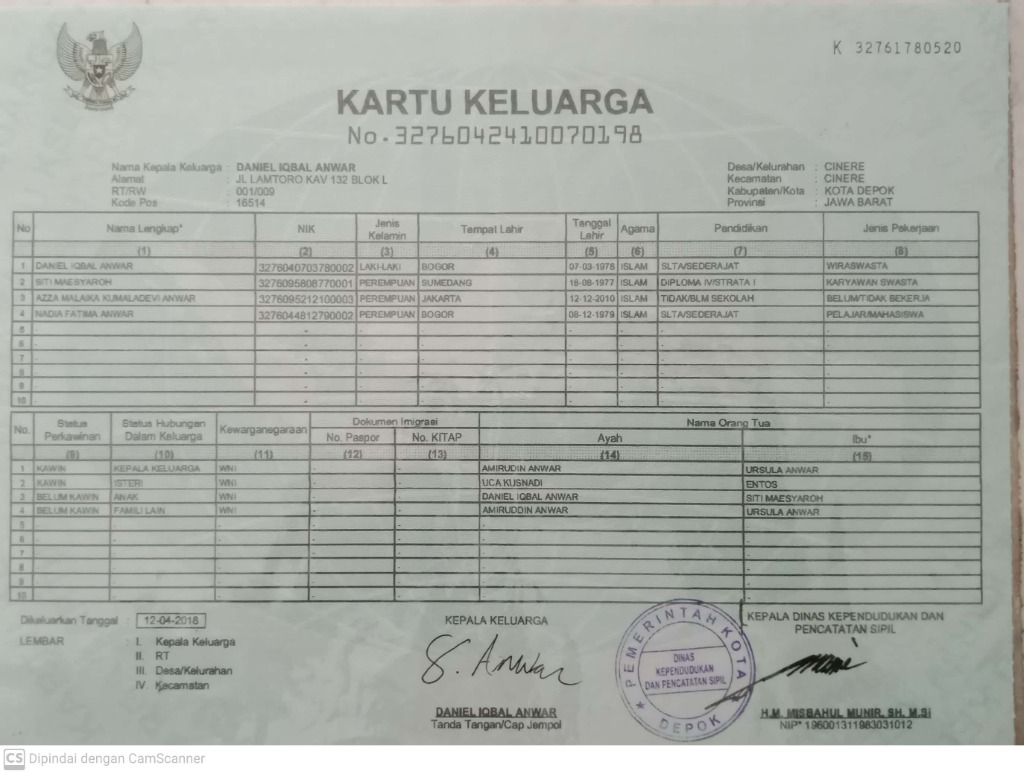 K 32761780520
KARTU KELUARGA
No.3276042410070198
Nama Kepala Keluarga : DANIEL IQBAL ANWAR
Alamat : JL LAMTORO KAV 132 BLOK L
RT/RW : 001/009
Kode Pos : 16514
Desa/Kelurahan : CINERE
Kecamatan : CINERE
Kabupaten/Kota : KOTA DEPOK
Provinsi : JAWA BARAT
No Nama Lengkap* NIK Jenis Kelamin Tempat Lahir Tanggal Lahir Agama Pendidikan Jenis Pekerjaan
(1) (2) (3) (4) (5) (6) (7) (8)
1 DANIEL IQBAL ANWAR 3276040703780002 LAKI-LAKI BOGOR 07-03-1978 ISLAM SLTA/SEDERAJAT WIRASWASTA
2 SITI MAESYAROH 3276095808770001 PEREMPUAN SUMEDANG 18-08-1977 ISLAM DIPLOMA IV/STRATA I KARYAWAN SWASTA
3 AZZA MALAIKA KUMALADEVI ANWAR 3276095212100003 PEREMPUAN JAKARTA 12-12-2010 ISLAM TIDAK/BLM SEKOLAH BELUM/TIDAK BEKERJA
4 NADIA FATIMA ANWAR 3276044812790002 PEREMPUAN BOGOR 08-12-1979 ISLAM SLTA/SEDERAJAT PELAJAR/MAHASISWA
5 - - - - - - - -
6 - - - - - - - -
7 - - - - - - - -
8 - - - - - - - -
9 - - - - - - - -
10 - - - - - - - -
No. Status Perkawinan Status Hubungan Dalam Keluarga Kewarganegaraan Dokumen Imigrasi Nama Orang Tua
No. Paspor No. KITAP Ayah Ibu*
(9) (10) (11) (12) (13) (14) (15)
1 KAWIN KEPALA KELUARGA WNI - - AMIRUDIN ANWAR URSULA ANWAR
2 KAWIN ISTERI WNI - - UCA KUSNADI ENTOS
3 BELUM KAWIN ANAK WNI - - DANIEL IQBAL ANWAR SITI MAESYAROH
4 BELUM KAWIN FAMILI LAIN WNI - - AMIRUDDIN ANWAR URSULA ANWAR
5 - - - - - - -
6 - - - - - - -
7 - - - - - - -
8 - - - - - - -
9 - - - - - - -
10 - - - - - - -
Dikeluarkan Tanggal : 12-04-2018
LEMBAR : I. Kepala Keluarga
II. RT
III. Desa/Kelurahan
IV. Kecamatan
KEPALA KELUARGA
S. Anwar
DANIEL IQBAL ANWAR
Tanda Tangan/Cap Jempol
PEMERINTAH KOTA
DINAS
KEPENDUDUKAN
DAN PENCATATAN SIPIL
DEPOK
KEPALA DINAS KEPENDUDUKAN DAN
PENCATATAN SIPIL
H.M. MISBAHUL MUNIR, SH, M.Si
NIP* 196001311983031012
CS Dipindai dengan CamScanner